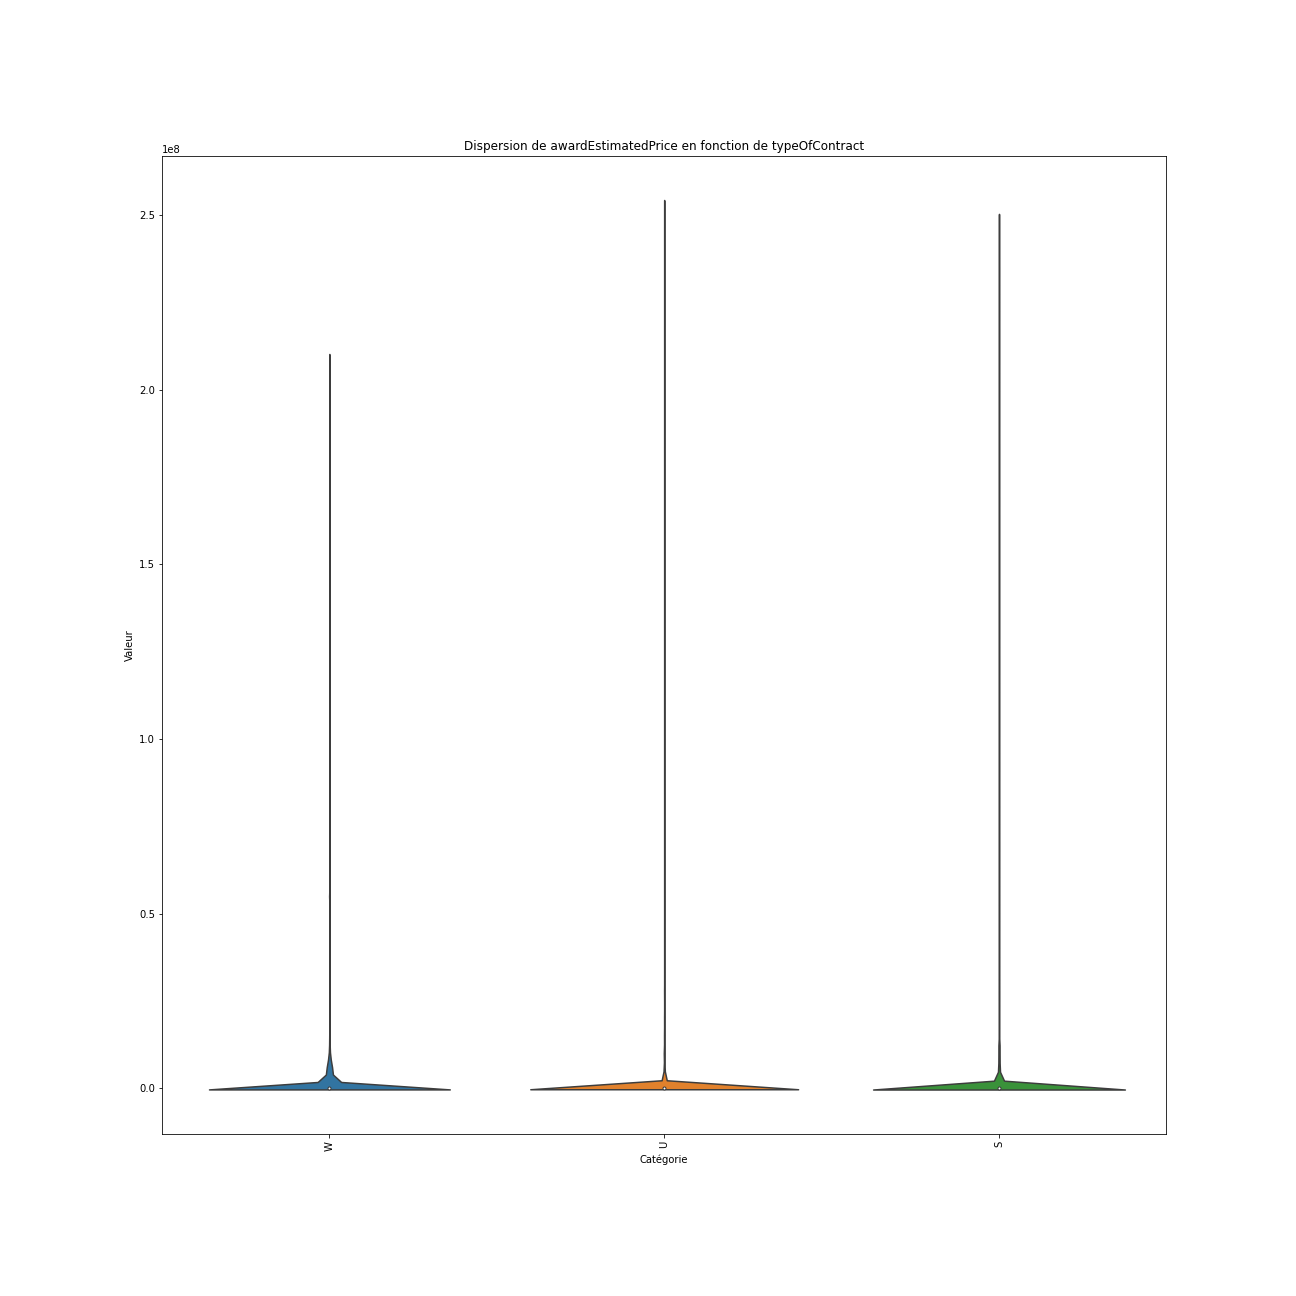 Dispersion de awardEstimatedPrice en fonction de typeOfContract
1e8
2.5
2.0
1.5
1.0
0.5
0.0
Valeur
W
U
S
Catégorie